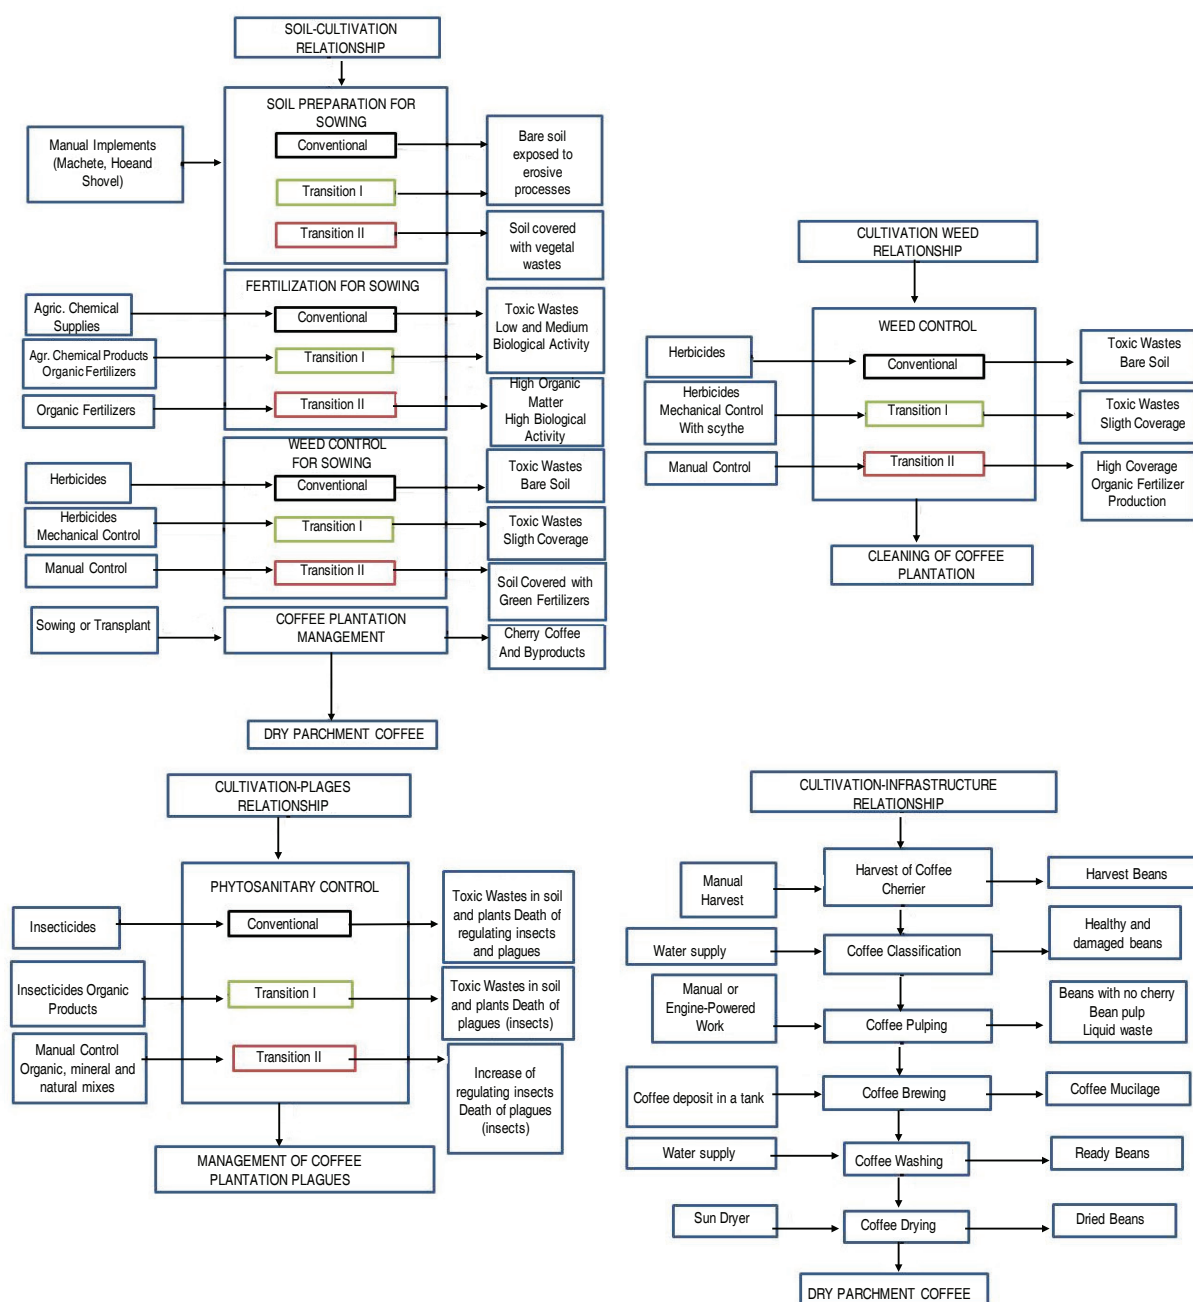 SOIL-CULTIVATION
RELATIONSHIP
SOIL PREPARATION FOR
SOWING
Manual Implements
(Machete, Hoeand
Shovel)
Conventional
Transition I
Transition II
Bare soil
exposed to
erosive
processes
Soil covered
with vegetal
wastes
FERTILIZATION FOR SOWING
Agric. Chemical
Supplies
Agr. Chemical Products
Organic Fertilizers
Organic Fertilizers
Conventional
Transition I
Transition II
Toxic Wastes
Low and Medium
Biological Activity
High Organic
Matter
High Biological
Activity
WEED CONTROL
FOR SOWING
Herbicides
Herbicides
Mechanical Control
Manual Control
Conventional
Transition I
Transition II
Toxic Wastes
Bare Soil
Toxic Wastes
Sligth Coverage
Soil Covered with
Green Fertilizers
Sowing or Transplant
COFFEE PLANTATION
MANAGEMENT
Cherry Coffee
And Byproducts
DRY PARCHMENT COFFEE
CULTIVATION WEED
RELATIONSHIP
WEED CONTROL
Herbicides
Herbicides
Mechanical Control
With scythe
Manual Control
Conventional
Transition I
Transition II
Toxic Wastes
Bare Soil
Toxic Wastes
Sligth Coverage
High Coverage
Organic Fertilizer
Production
CLEANING OF COFFEE
PLANTATION
CULTIVATION-PLAGES
RELATIONSHIP
PHYTOSANITARY CONTROL
Insecticides
Insecticides Organic
Products
Manual Control
Organic, mineral and
natural mixes
Conventional
Transition I
Transition II
Toxic Wastes in soil
and plants Death of
regulating insects
and plagues
Toxic Wastes in soil
and plants Death of
plagues (insects)
Increase of
regulating insects
Death of plagues
(insects)
MANAGEMENT OF COFFEE
PLANTATION PLAGUES
CULTIVATION-INFRASTRUCTURE
RELATIONSHIP
Manual
Harvest
Harvest of Coffee
Cherrier
Harvest Beans
Water supply
Coffee Classification
Healthy and
damaged beans
Manual or
Engine-Powered
Work
Coffee Pulping
Beans with no cherry
Bean pulp
Liquid waste
Coffee deposit in a tank
Coffee Brewing
Coffee Mucilage
Water supply
Coffee Washing
Ready Beans
Sun Dryer
Coffee Drying
Dried Beans
DRY PARCHMENT COFFEE